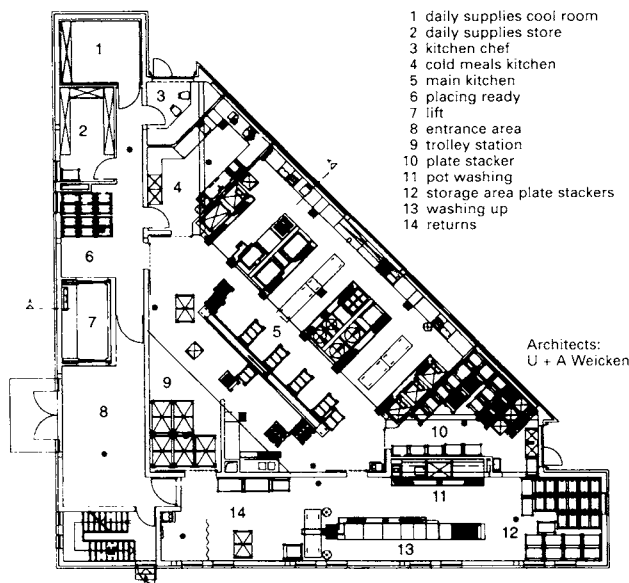 1 daily supplies cool room
2 daily supplies store
3 kitchen chef
4 cold meals kitchen
5 main kitchen
6 placing ready
7 lift
8 entrance area
9 trolley station
10 plate stacker
11 pot washing
12 storage area plate stackers
13 washing up
14 returns
Architects:
U + A Weicken
1
2
3
4
5
6
7
8
9
10
11
12
13
14